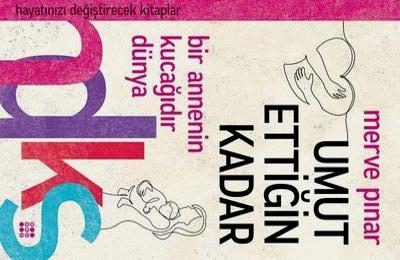 hayatınızı değiştirecek kitaplar
merve pınar
UMUT
ETTİĞİN
KADAR
bir annenin
kucağıdır
dünya